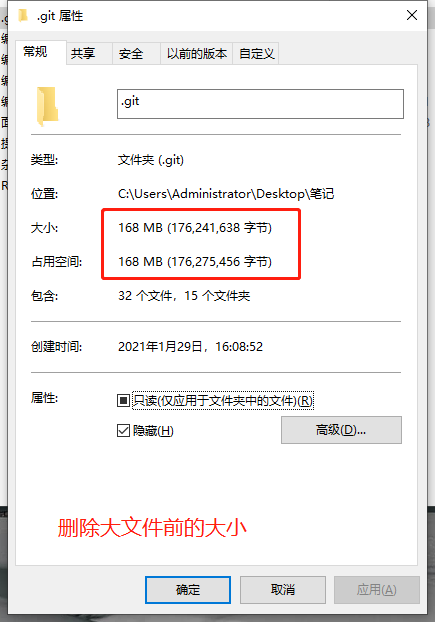 .git 属性
常规 共享 安全 以前的版本 自定义
.git
类型: 文件夹 (.git)
位置: C:\Users\Administrator\Desktop\笔记
大小: 168 MB (176,241,638 字节)
占用空间: 168 MB (176,275,456 字节)
包含: 32 个文件，15 个文件夹
创建时间: 2021年1月29日，16:08:52
属性: 只读(仅应用于文件夹中的文件)(R)
隐藏(H) 高级(D)...
删除大文件前的大小
确定 取消 应用(A)